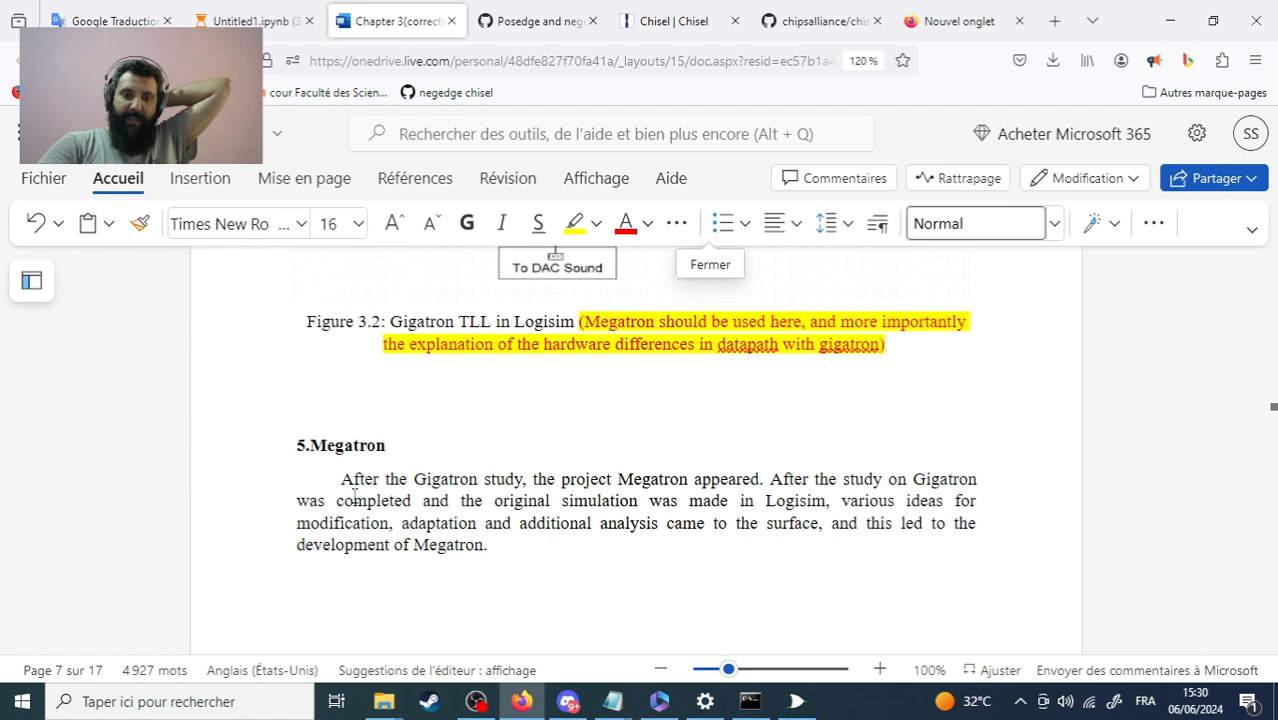 Google Traduction
Untitled1.ipynb (3
Chapter 3(correcte
Posedge and nege
Chisel | Chisel
chipsalliance/chis
Nouvel onglet
https://onedrive.live.com/personal/48dfe827f70fa41a/_layouts/15/doc.aspx?resid=ec57b1a4
120 %
cour Faculté des Scien...
negedge chisel
Autres marque-pages
Rechercher des outils, de l'aide et bien plus encore (Alt + Q)
Acheter Microsoft 365
SS
Fichier
Accueil
Insertion
Mise en page
Références
Révision
Affichage
Aide
Commentaires
Rattrapage
Modification
Partager
Times New Ro ...
16
G
I
S
A
Normal
Fermer
To DAC Sound
Figure 3.2: Gigatron TLL in Logisim (Megatron should be used here, and more importantly
the explanation of the hardware differences in datapath with gigatron)
5.Megatron
After the Gigatron study, the project Megatron appeared. After the study on Gigatron
was completed and the original simulation was made in Logisim, various ideas for
modification, adaptation and additional analysis came to the surface, and this led to the
development of Megatron.
Page 7 sur 17
4 927 mots
Anglais (États-Unis)
Suggestions de l'éditeur : affichage
100%
Ajuster
Envoyer des commentaires à Microsoft
Taper ici pour rechercher
32°C
FRA
15:30
06/06/2024